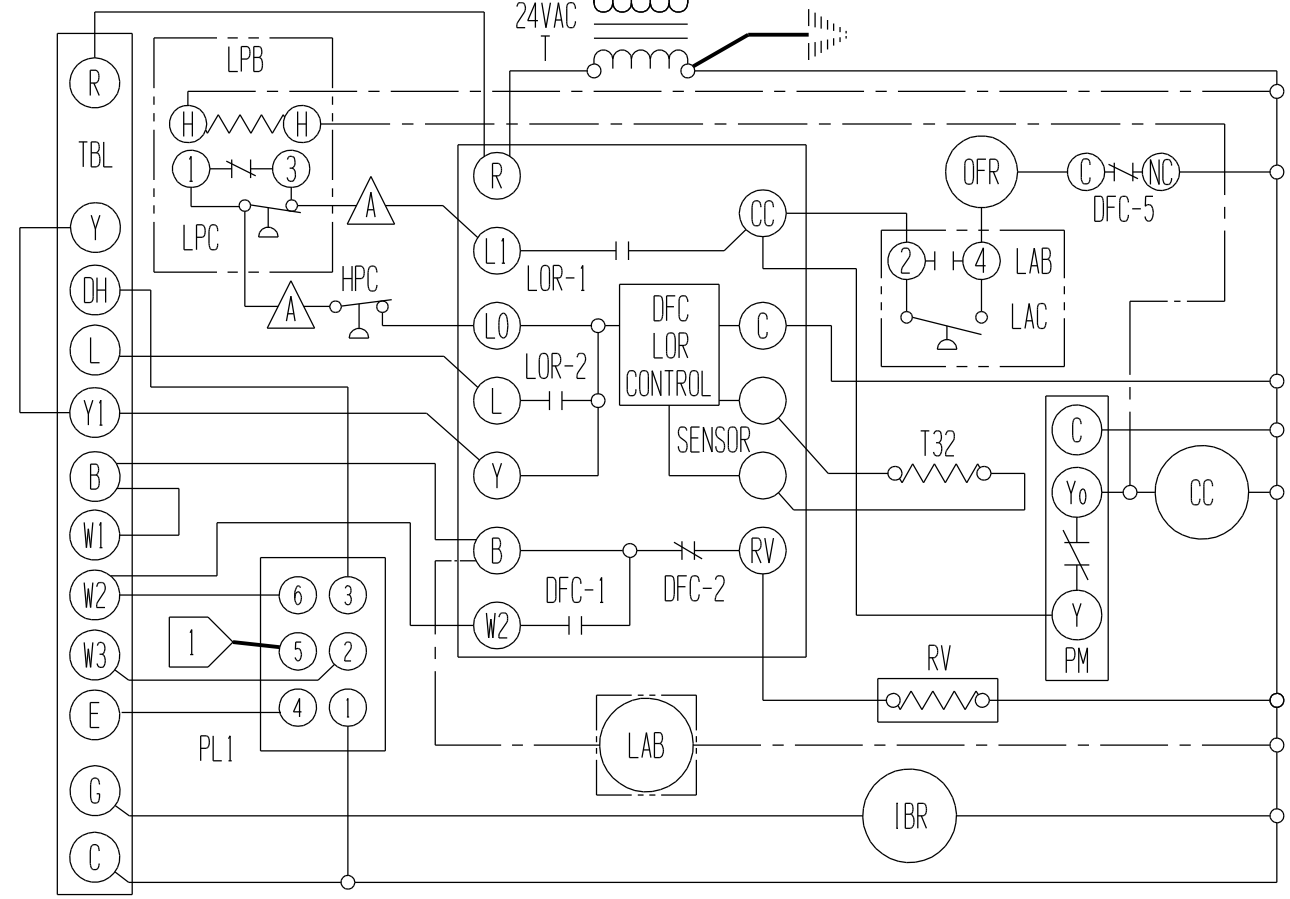 24VAC
T
LPB
R
H H
TBL
1 3
A
R
OFR C NC
DFC-5
CC
Y
LPC
L1
LOR-1
2 4 LAB
LAC
HPC
DH
A
L0
DFC
LOR
CONTROL
C
L
LOR-2
L
Y1
SENSOR
T32
C
B
Y
Yo
CC
W1
B
RV
DFC-1
DFC-2
W2
6 3
W2
Y
PM
1
5 2
W3
RV
E
4 1
PL1
LAB
G
IBR
C